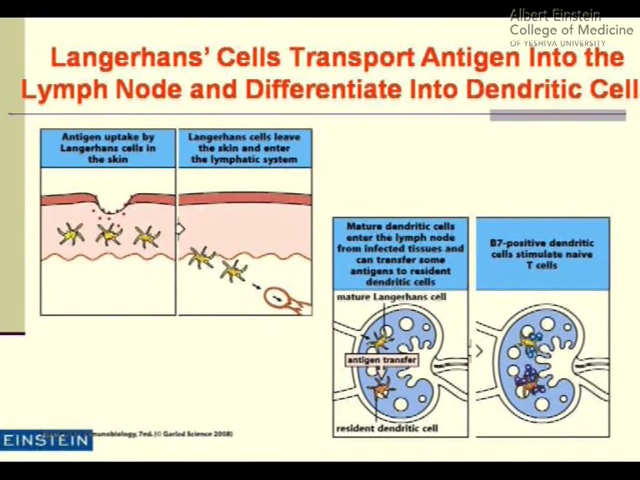 Albert Einstein
College of Medicine
OF YESHIVA UNIVERSITY
Langerhans’ Cells Transport Antigen Into the
Lymph Node and Differentiate Into Dendritic Cell
Antigen uptake by
Langerhans cells in
the skin
Langerhans cells leave
the skin and enter
the lymphatic system
Mature dendritic cells
enter the lymph node
from infected tissues and
can transfer some
antigens to resident
dendritic cells
B7-positive dendritic
cells stimulate naive
T cells
mature Langerhans cell
antigen transfer
resident dendritic cell
EINSTEIN
7ed. (© Garland Science 2008)